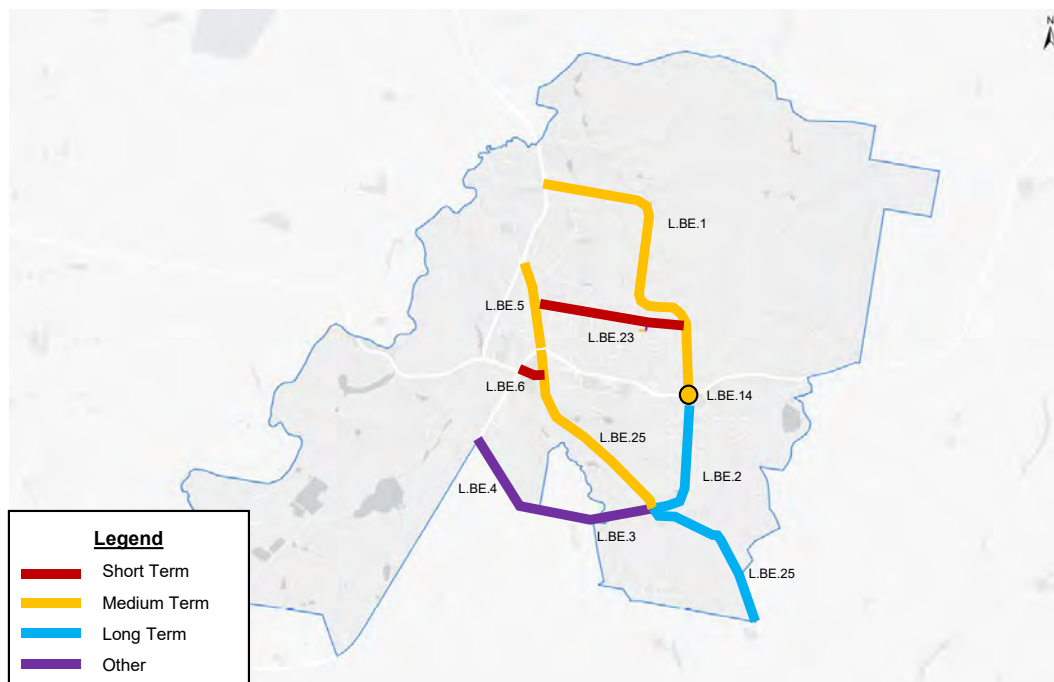 N
L.BE.1
L.BE.5
L.BE.23
L.BE.6
L.BE.14
L.BE.25
L.BE.2
L.BE.4
L.BE.3
L.BE.25
Legend
Short Term
Medium Term
Long Term
Other